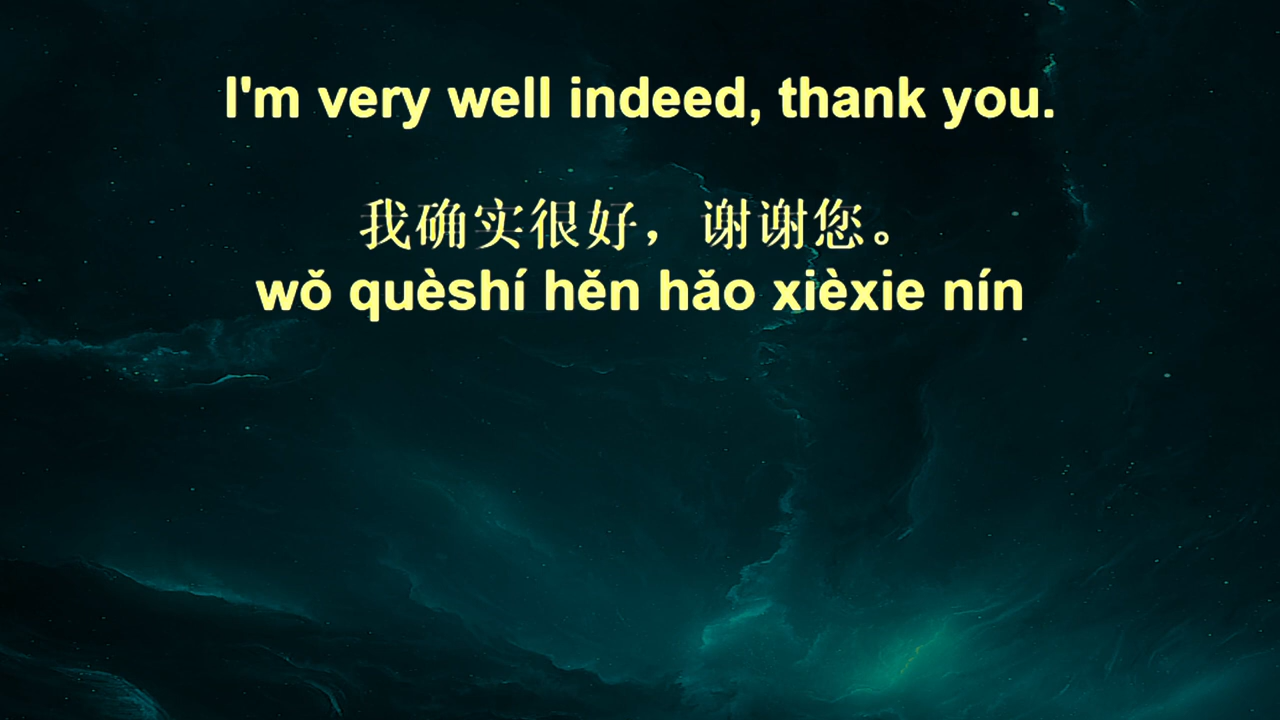 I'm very well indeed, thank you.
我确实很好，谢谢您。
wǒ quèshí hěn hǎo xièxie nín